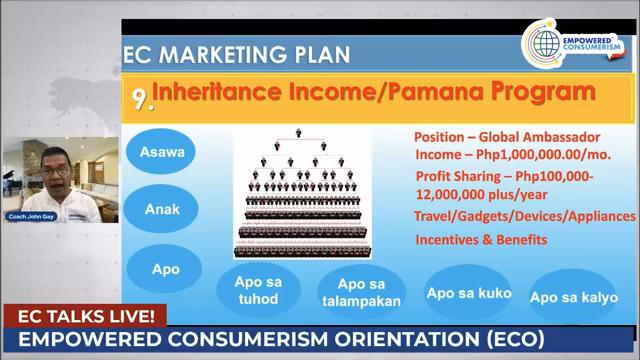 EC MARKETING PLAN
EMPOWERED
CONSUMERISM
9. Inheritance Income/Pamana Program
Asawa
Anak
Apo
Position – Global Ambassador
Income – Php1,000,000.00/mo.
Profit Sharing – Php100,000-
12,000,000 plus/year
Travel/Gadgets/Devices/Appliances
Incentives & Benefits
Coach John Gay
Apo sa
tuhod
Apo sa
talampakan
Apo sa kuko
Apo sa kalyo
EC TALKS LIVE!
EMPOWERED CONSUMERISM ORIENTATION (ECO)